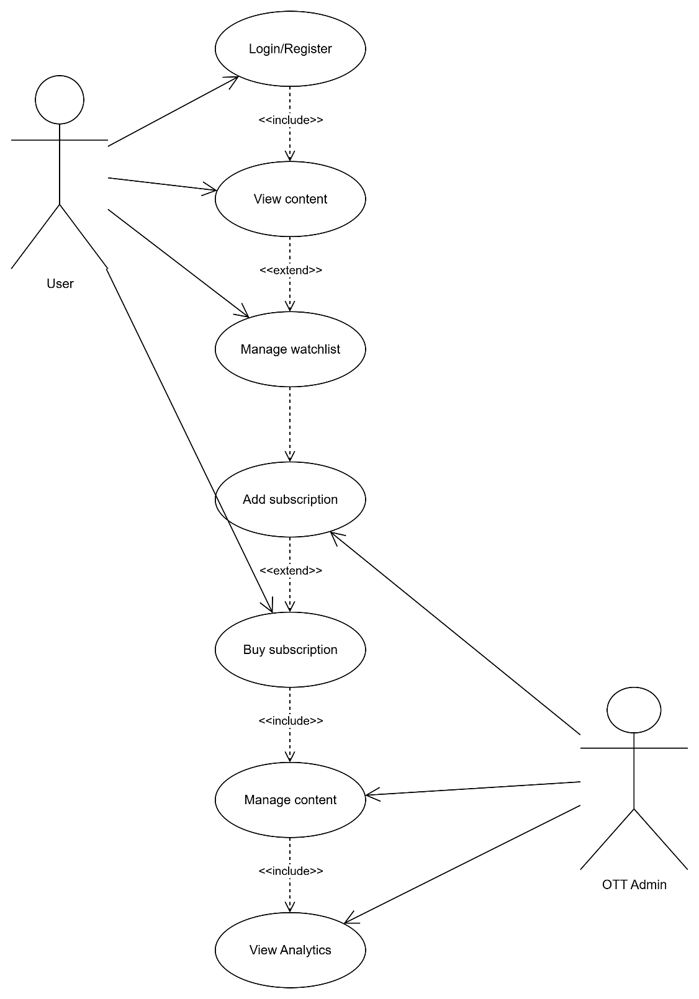 Login/Register
<<include>>
View content
<<extend>>
User
Manage watchlist
Add subscription
<<extend>>
Buy subscription
<<include>>
Manage content
<<include>>
OTT Admin
View Analytics